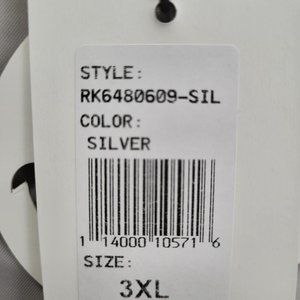 STYLE:
RK6480609-SIL
COLOR:
SILVER
1 14000 10571 6
SIZE:
3XL